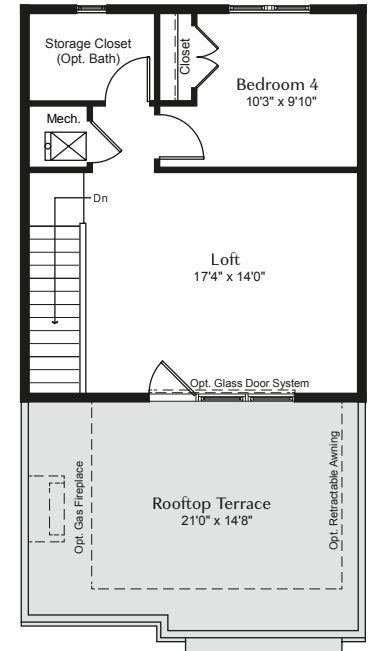 Storage Closet
(Opt. Bath)
Closet
Bedroom 4
10'3" x 9'10"
Mech.
Dn
Loft
17'4" x 14'0"
Opt. Glass Door System
Opt. Gas Fireplace
Rooftop Terrace
21'0" x 14'8"
Opt. Retractable Awning